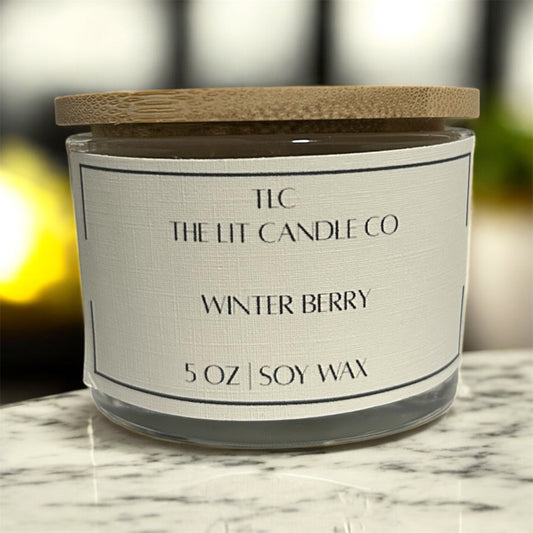 TLC
THE LIT CANDLE CO
WINTER BERRY
5 OZ | SOY WAX